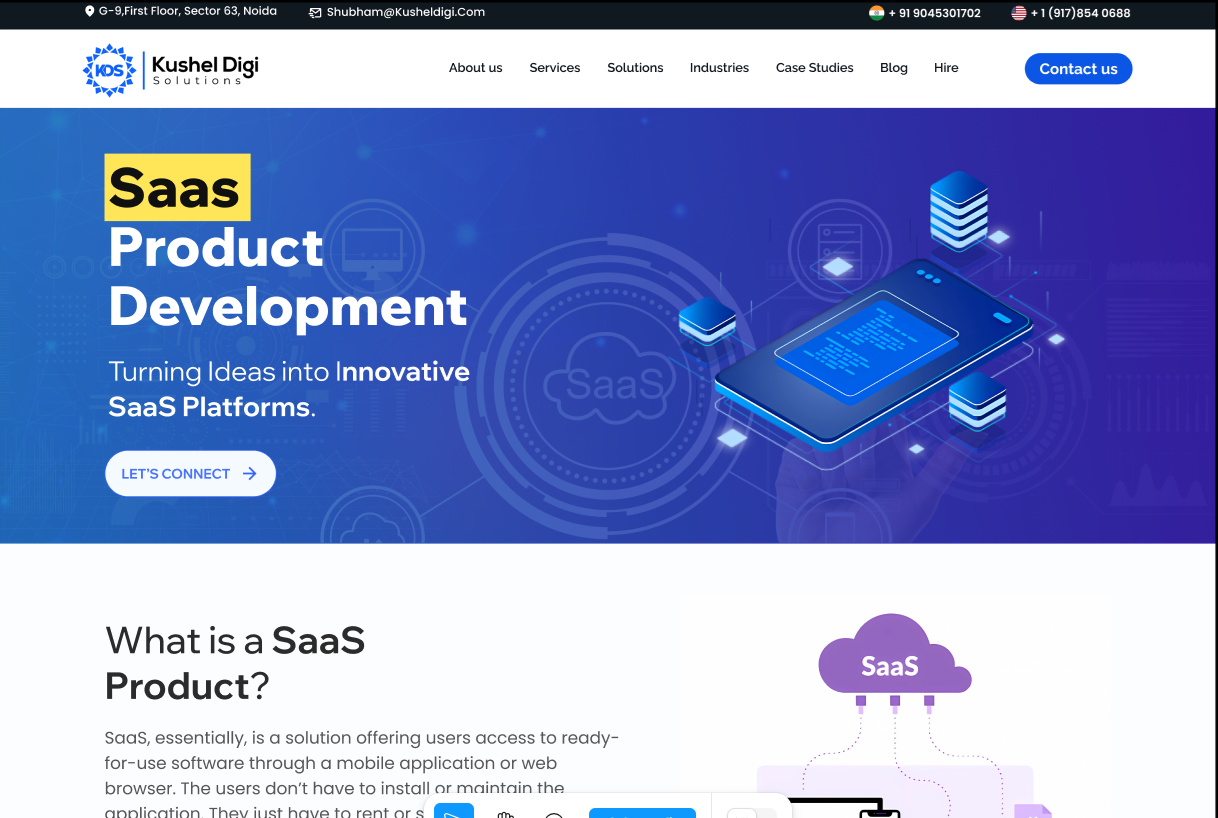 G-9,First Floor, Sector 63, Noida
Shubham@Kusheldigi.Com
+ 91 9045301702
+ 1 (917)854 0688
KDS
Kushel Digi
Solutions
About us
Services
Solutions
Industries
Case Studies
Blog
Hire
Contact us
Saas
Product
Development
Turning Ideas into Innovative
SaaS Platforms.
LET'S CONNECT
SaaS
What is a SaaS
Product?
SaaS, essentially, is a solution offering users access to ready-
for-use software through a mobile application or web
browser. The users don't have to install or maintain the
application. They just have to rent or s
SaaS